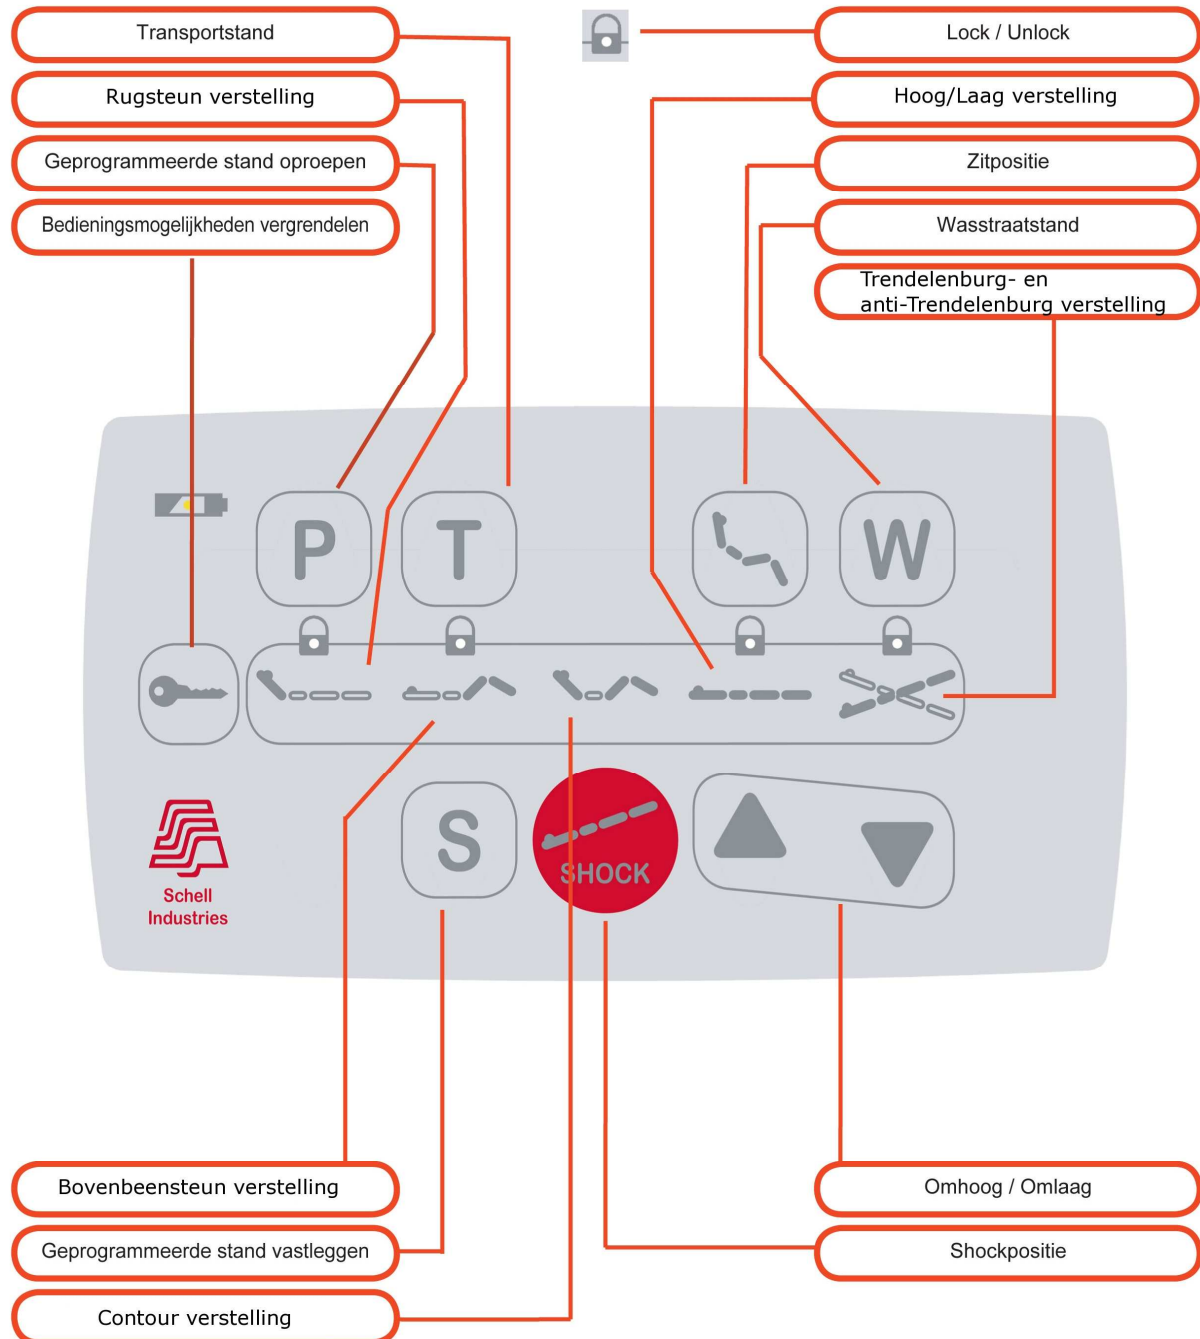 Transportstand
Lock / Unlock
Rugsteun verstelling
Hoog/Laag verstelling
Geprogrammeerde stand oproepen
Zitpositie
Bedieningsmogelijkheden vergrendelen
Wasstraatstand
Trendelenburg- en
anti-Trendelenburg verstelling
P
T
W
S
SHOCK
Schell
Industries
Bovenbeensteun verstelling
Omhoog / Omlaag
Geprogrammeerde stand vastleggen
Shockpositie
Contour verstelling